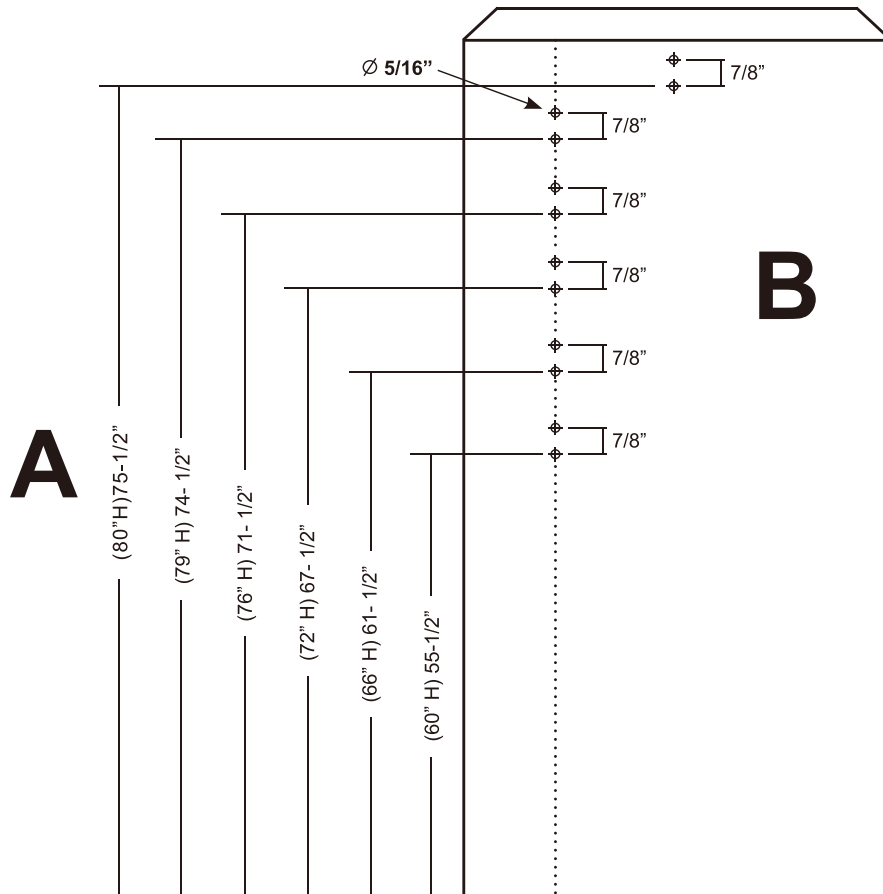 Ø 5/16”
7/8”
7/8”
7/8”
7/8”
7/8”
7/8”
A
B
(80”H)75-1/2”
(79” H) 74- 1/2”
(76” H) 71- 1/2”
(72” H) 67- 1/2”
(66” H) 61- 1/2”
(60” H) 55-1/2”